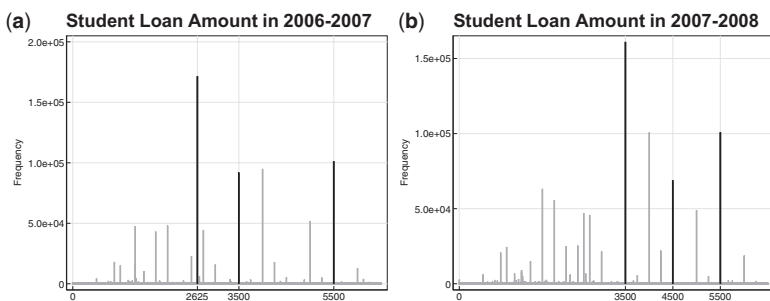 (a) Student Loan Amount in 2006-2007
Frequency
2.0e+05
1.5e+05
1.0e+05
5.0e+04
0
0 2625 3500 5500
(b) Student Loan Amount in 2007-2008
Frequency
1.5e+05
1.0e+05
5.0e+04
0
0 3500 4500 5500